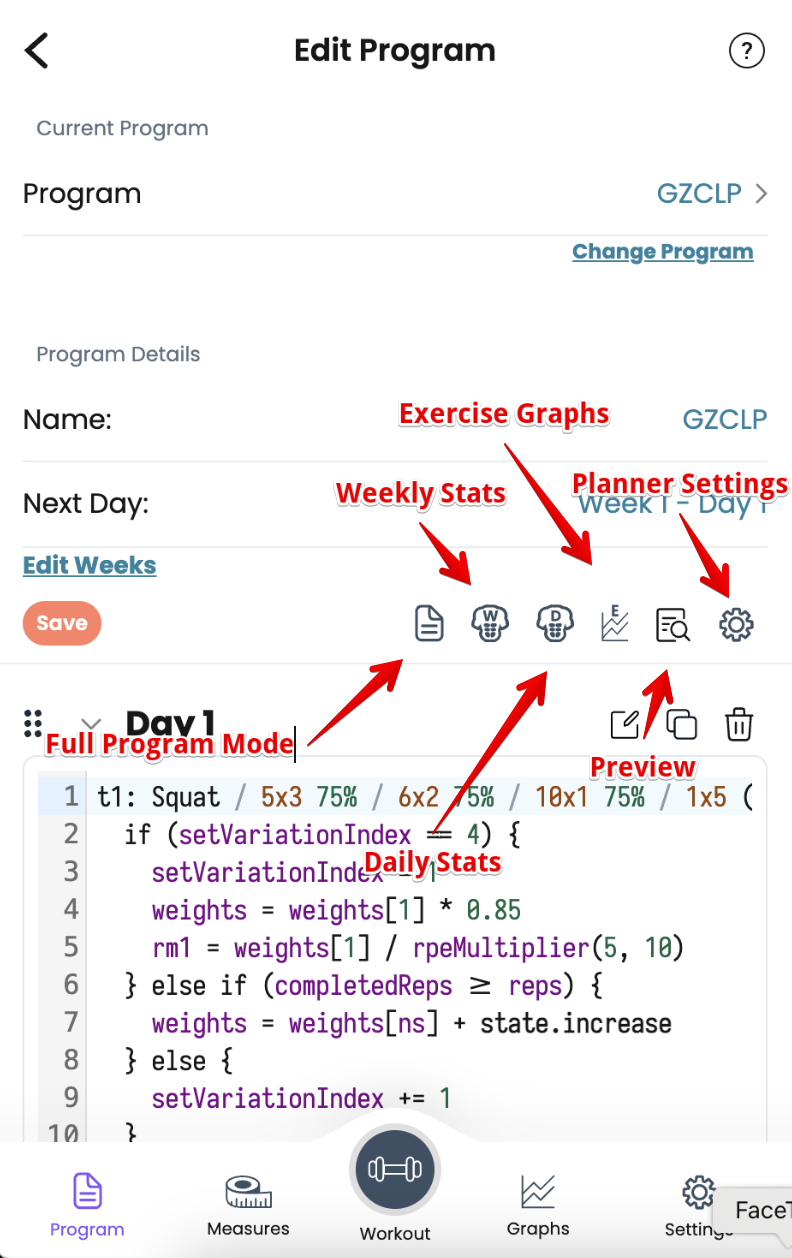 Edit Program
?
Current Program
Program GZCLP
Change Program
Program Details
Exercise Graphs
Name: GZCLP
Weekly Stats
Planner Settings
Next Day: Week 1 - Day 1
Edit Weeks
Save W D E
Day 1
Full Program Mode
Preview
1 t1: Squat / 5x3 75% / 6x2 75% / 10x1 75% / 1x5 (
2 if (setVariationIndex == 4) {
Daily Stats
3 setVariationIndex = 1
4 weights = weights[1] * 0.85
5 rm1 = weights[1] / rpeMultiplier(5, 10)
6 } else if (completedReps ≥ reps) {
7 weights = weights[ns] + state.increase
8 } else {
9 setVariationIndex += 1
10 }
Program Measures Workout Graphs Settings
FaceT